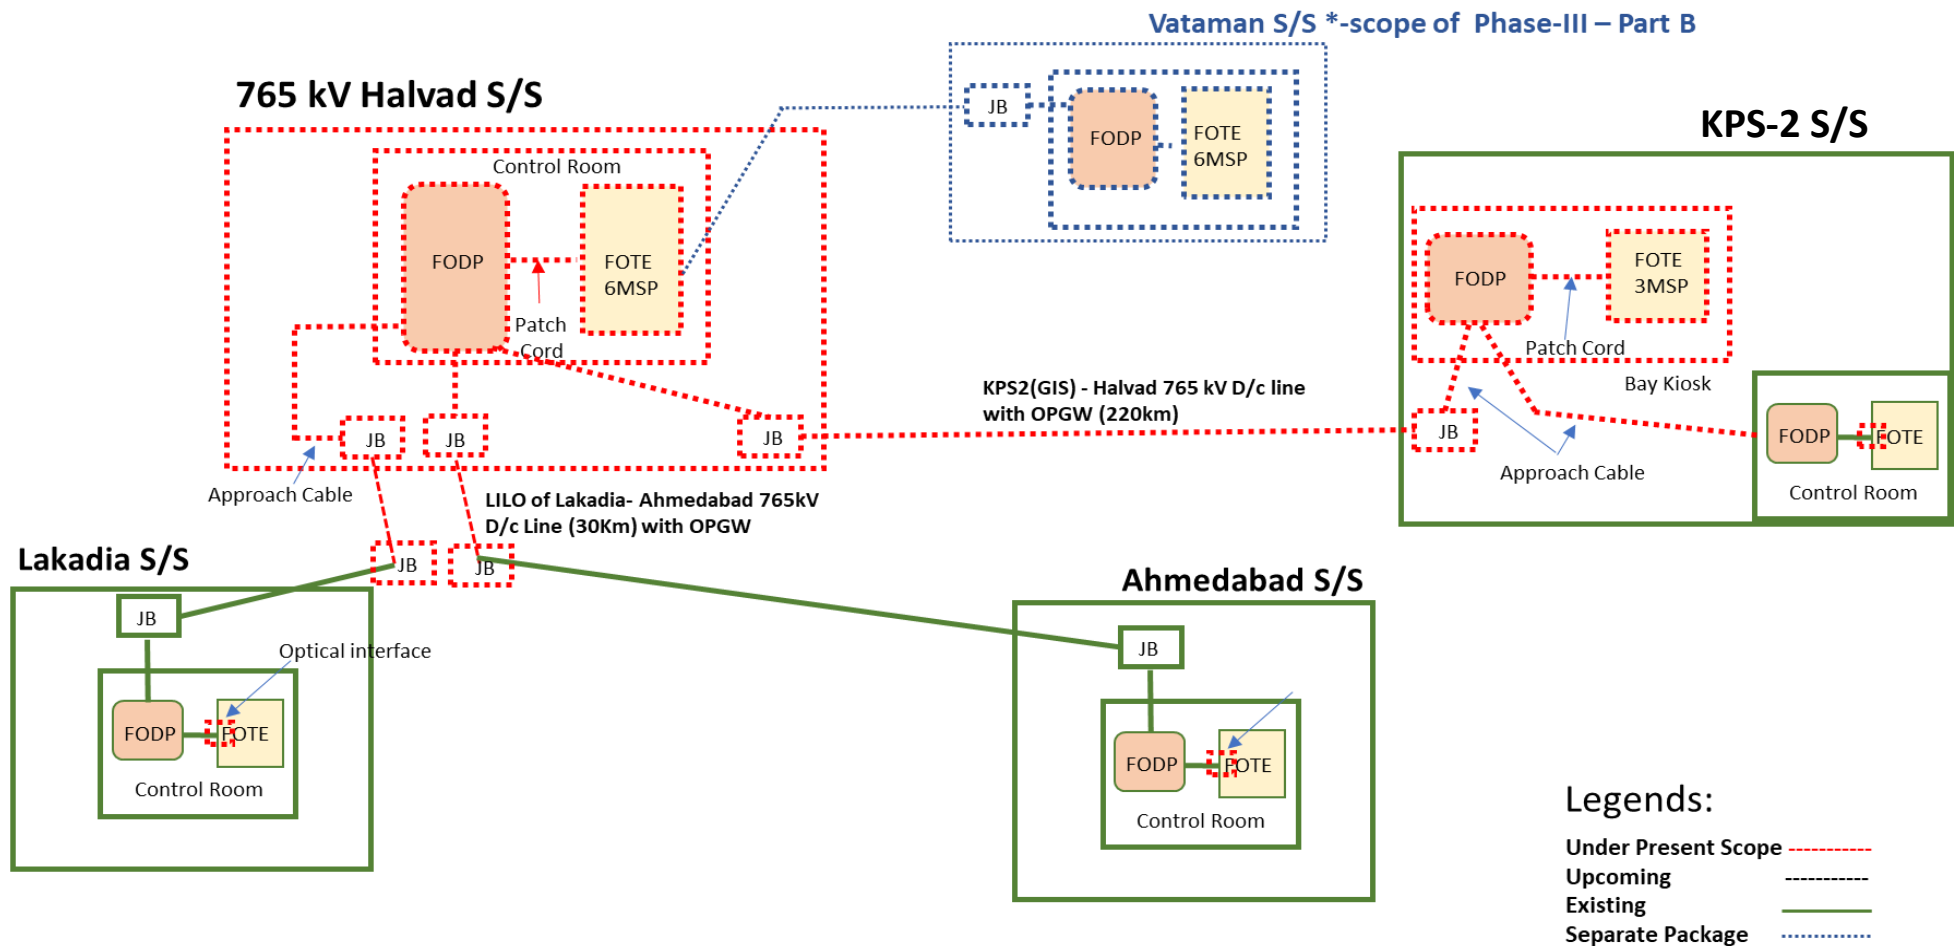 Vataman S/S *-scope of Phase-III – Part B
JB
FODP
FOTE
6MSP
765 kV Halvad S/S
Control Room
FODP
FOTE
6MSP
Patch
Cord
JB
JB
JB
Approach Cable
KPS2(GIS) - Halvad 765 kV D/c line
with OPGW (220km)
KPS-2 S/S
FODP
FOTE
3MSP
Patch Cord
Bay Kiosk
JB
Approach Cable
FODP
FOTE
Control Room
LILO of Lakadia- Ahmedabad 765kV
D/c Line (30Km) with OPGW
JB
JB
Lakadia S/S
JB
Optical interface
FODP
FOTE
Control Room
Ahmedabad S/S
JB
FODP
FOTE
Control Room
Legends:
Under Present Scope
Upcoming
Existing
Separate Package